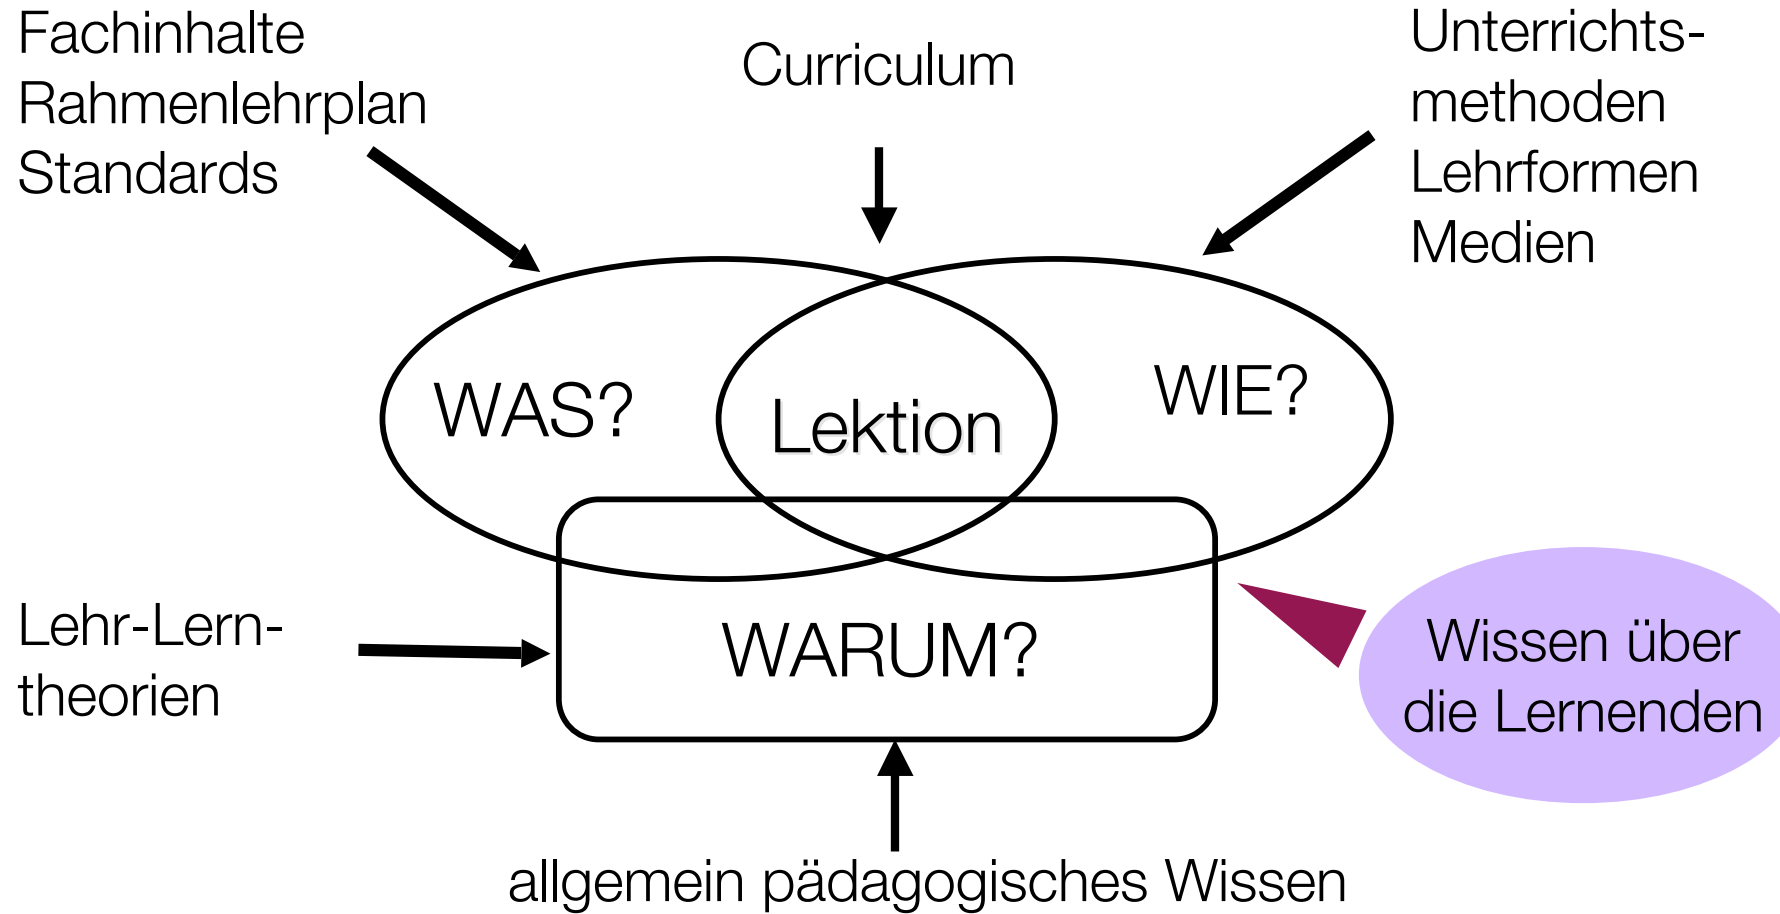 Fachinhalte
Rahmenlehrplan
Standards
Curriculum
Unterrichts-
methoden
Lehrformen
Medien
WAS?
Lektion
WIE?
Lehr-Lern-
theorien
WARUM?
Wissen über
die Lernenden
allgemein pädagogisches Wissen